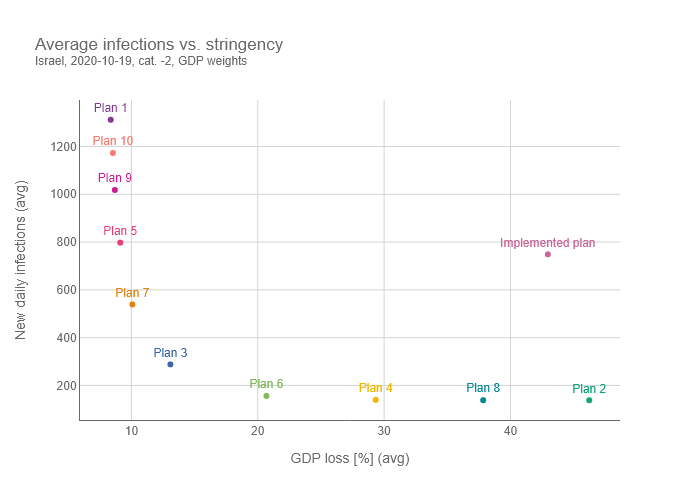 Average infections vs. stringency
Israel, 2020-10-19, cat. -2, GDP weights
Plan 1
Plan 10
Plan 9
Plan 5
Plan 7
Plan 3
Plan 6
Plan 4
Plan 8
Plan 2
Implemented plan
1200
1000
800
600
400
200
New daily infections (avg)
10
20
30
40
GDP loss [%] (avg)